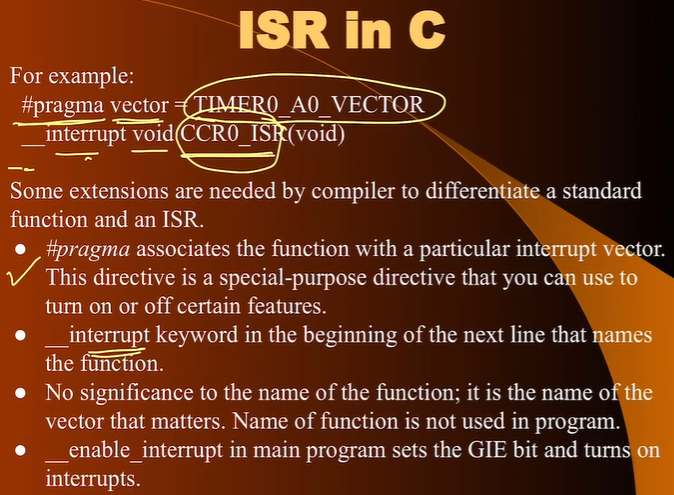 ISR in C
For example:
#pragma vector = TIMER0_A0_VECTOR
__interrupt void CCR0_ISR(void)
Some extensions are needed by compiler to differentiate a standard
function and an ISR.
● #pragma associates the function with a particular interrupt vector.
This directive is a special-purpose directive that you can use to
turn on or off certain features.
● __interrupt keyword in the beginning of the next line that names
the function.
● No significance to the name of the function; it is the name of the
vector that matters. Name of function is not used in program.
● __enable_interrupt in main program sets the GIE bit and turns on
interrupts.